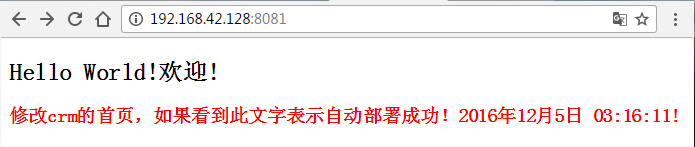 192.168.42.128:8081
Hello World!欢迎!
修改crm的首页，如果看到此文字表示自动部署成功！2016年12月5日 03:16:11!